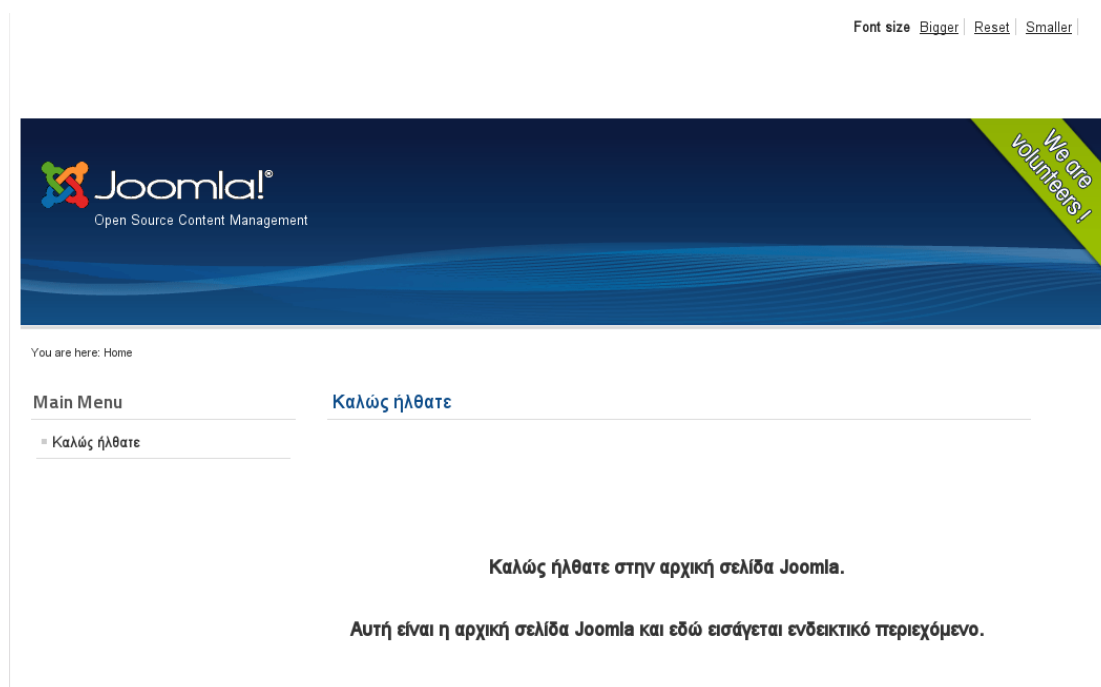 Font size Bigger Reset Smaller
We are
volunteers!
Joomla!®
Open Source Content Management
You are here: Home
Main Menu
Καλώς ήλθατε
Καλώς ήλθατε
Καλώς ήλθατε στην αρχική σελίδα Joomla.
Αυτή είναι η αρχική σελίδα Joomla και εδώ εισάγεται ενδεικτικό περιεχόμενο.